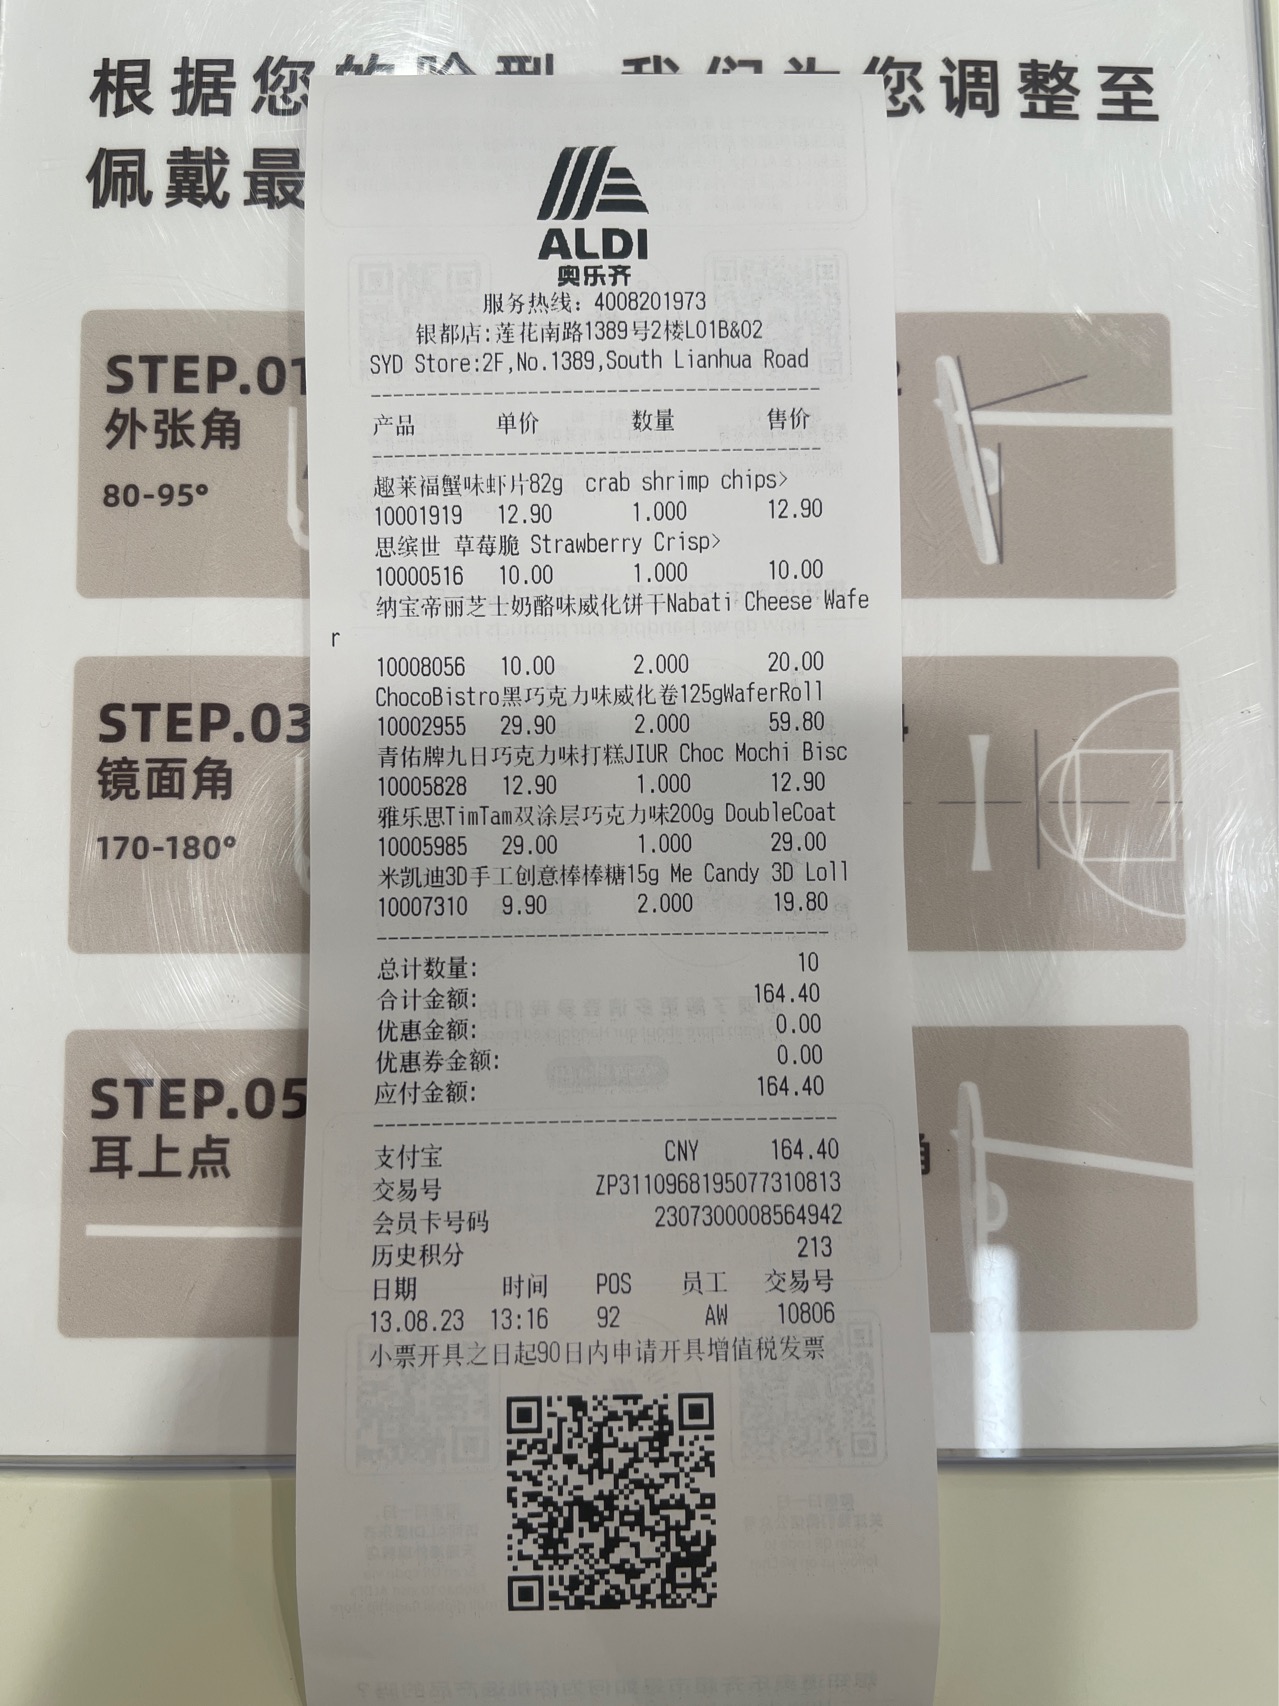 根据您的脸型 我们为您调整至
佩戴最
STEP.01
外张角
80-95°
STEP.03
镜面角
170-180°
STEP.05
耳上点
ALDI
奥乐齐
服务热线：4008201973
银都店:莲花南路1389号2楼L01B&02
SYD Store:2F,No.1389,South Lianhua Road
产品 单价 数量 售价
趣莱福蟹味虾片82g crab shrimp chips>
10001919 12.90 1.000 12.90
思缤世 草莓脆 Strawberry Crisp>
10000516 10.00 1.000 10.00
纳宝帝丽芝士奶酪味威化饼干Nabati Cheese Wafe
r
10008056 10.00 2.000 20.00
ChocoBistro黑巧克力味威化卷125gWaferRoll
10002955 29.90 2.000 59.80
青佑牌九日巧克力味打糕JIUR Choc Mochi Bisc
10005828 12.90 1.000 12.90
雅乐思TimTam双涂层巧克力味200g DoubleCoat
10005985 29.00 1.000 29.00
米凯迪3D手工创意棒棒糖15g Me Candy 3D Loll
10007310 9.90 2.000 19.80
总计数量: 10
合计金额: 164.40
优惠金额: 0.00
优惠券金额: 0.00
应付金额: 164.40
支付宝 CNY 164.40
交易号 ZP3110968195077310813
会员卡号码 2307300008564942
历史积分 213
日期 时间 POS 员工 交易号
13.08.23 13:16 92 AW 10806
小票开具之日起90日内申请开具增值税发票